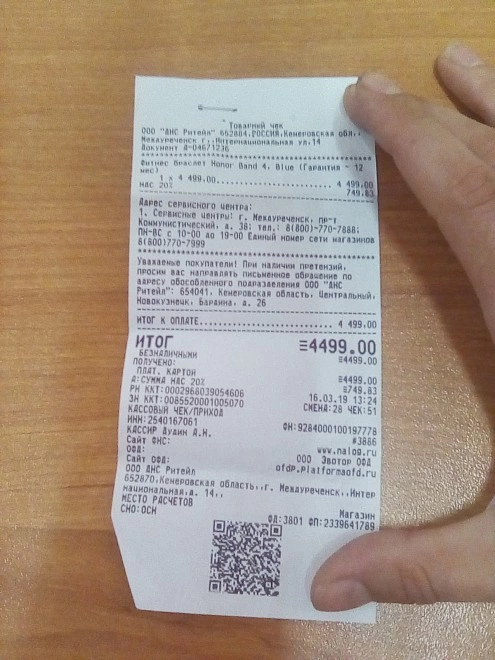 Товарный чек
ООО "ДНС Ритейл" 652884,РОССИЯ,Кемеровская обл.,
Междуреченск г.,Интернациональная ул.14
Документ А-04671236
Фитнес Браслет Honor Band 4, Blue (Гарантия - 12
мес)
1 x 4 499.00 4 499.00
НДС 20% 749.83
Адрес сервисного центра:
1. Сервисные центры: г. Междуреченск, пр-т
Коммунистический, д. 38; тел.: 8(800)-770-7888;
ПН-ВС с 10-00 до 19-00 Единый номер сети магазинов
8(800)770-7999
Уважаемые покупатели! При наличии претензий,
просим вас направлять письменное обращение по
адресу обособленного подразделения ООО "ДНС
Ритейл": 654041, Кемеровская область, Центральный,
Новокузнецк, Бардина, д. 26
ИТОГ К ОПЛАТЕ 4 499.00
ИТОГ ≡4499.00
БЕЗНАЛИЧНЫМИ ≡4499.00
ПОЛУЧЕНО:
ПЛАТ. КАРТОЙ ≡4499.00
А:СУММА НДС 20% ≡749.83
РН ККТ:0002968039054606 16.03.19 13:24
ЗН ККТ:0085520001005070 СМЕНА:28 ЧЕК:51
КАССОВЫЙ ЧЕК/ПРИХОД
ИНН:2540167061 ФН:9284000100197778
КАССИР Аудин А.Н. #3886
Сайт ФНС: www.nalog.ru
ОФД: ООО Эвотор ОФД
Сайт ОФД: ofdp.platformaofd.ru
ООО ДНС Ритейл
652870,Кемеровская область,,г. Междуреченск,,Интер
национальная,д. 14,,
МЕСТО РАСЧЕТОВ Магазин
СНО:ОСН ФД:3801 ФП:2339641789